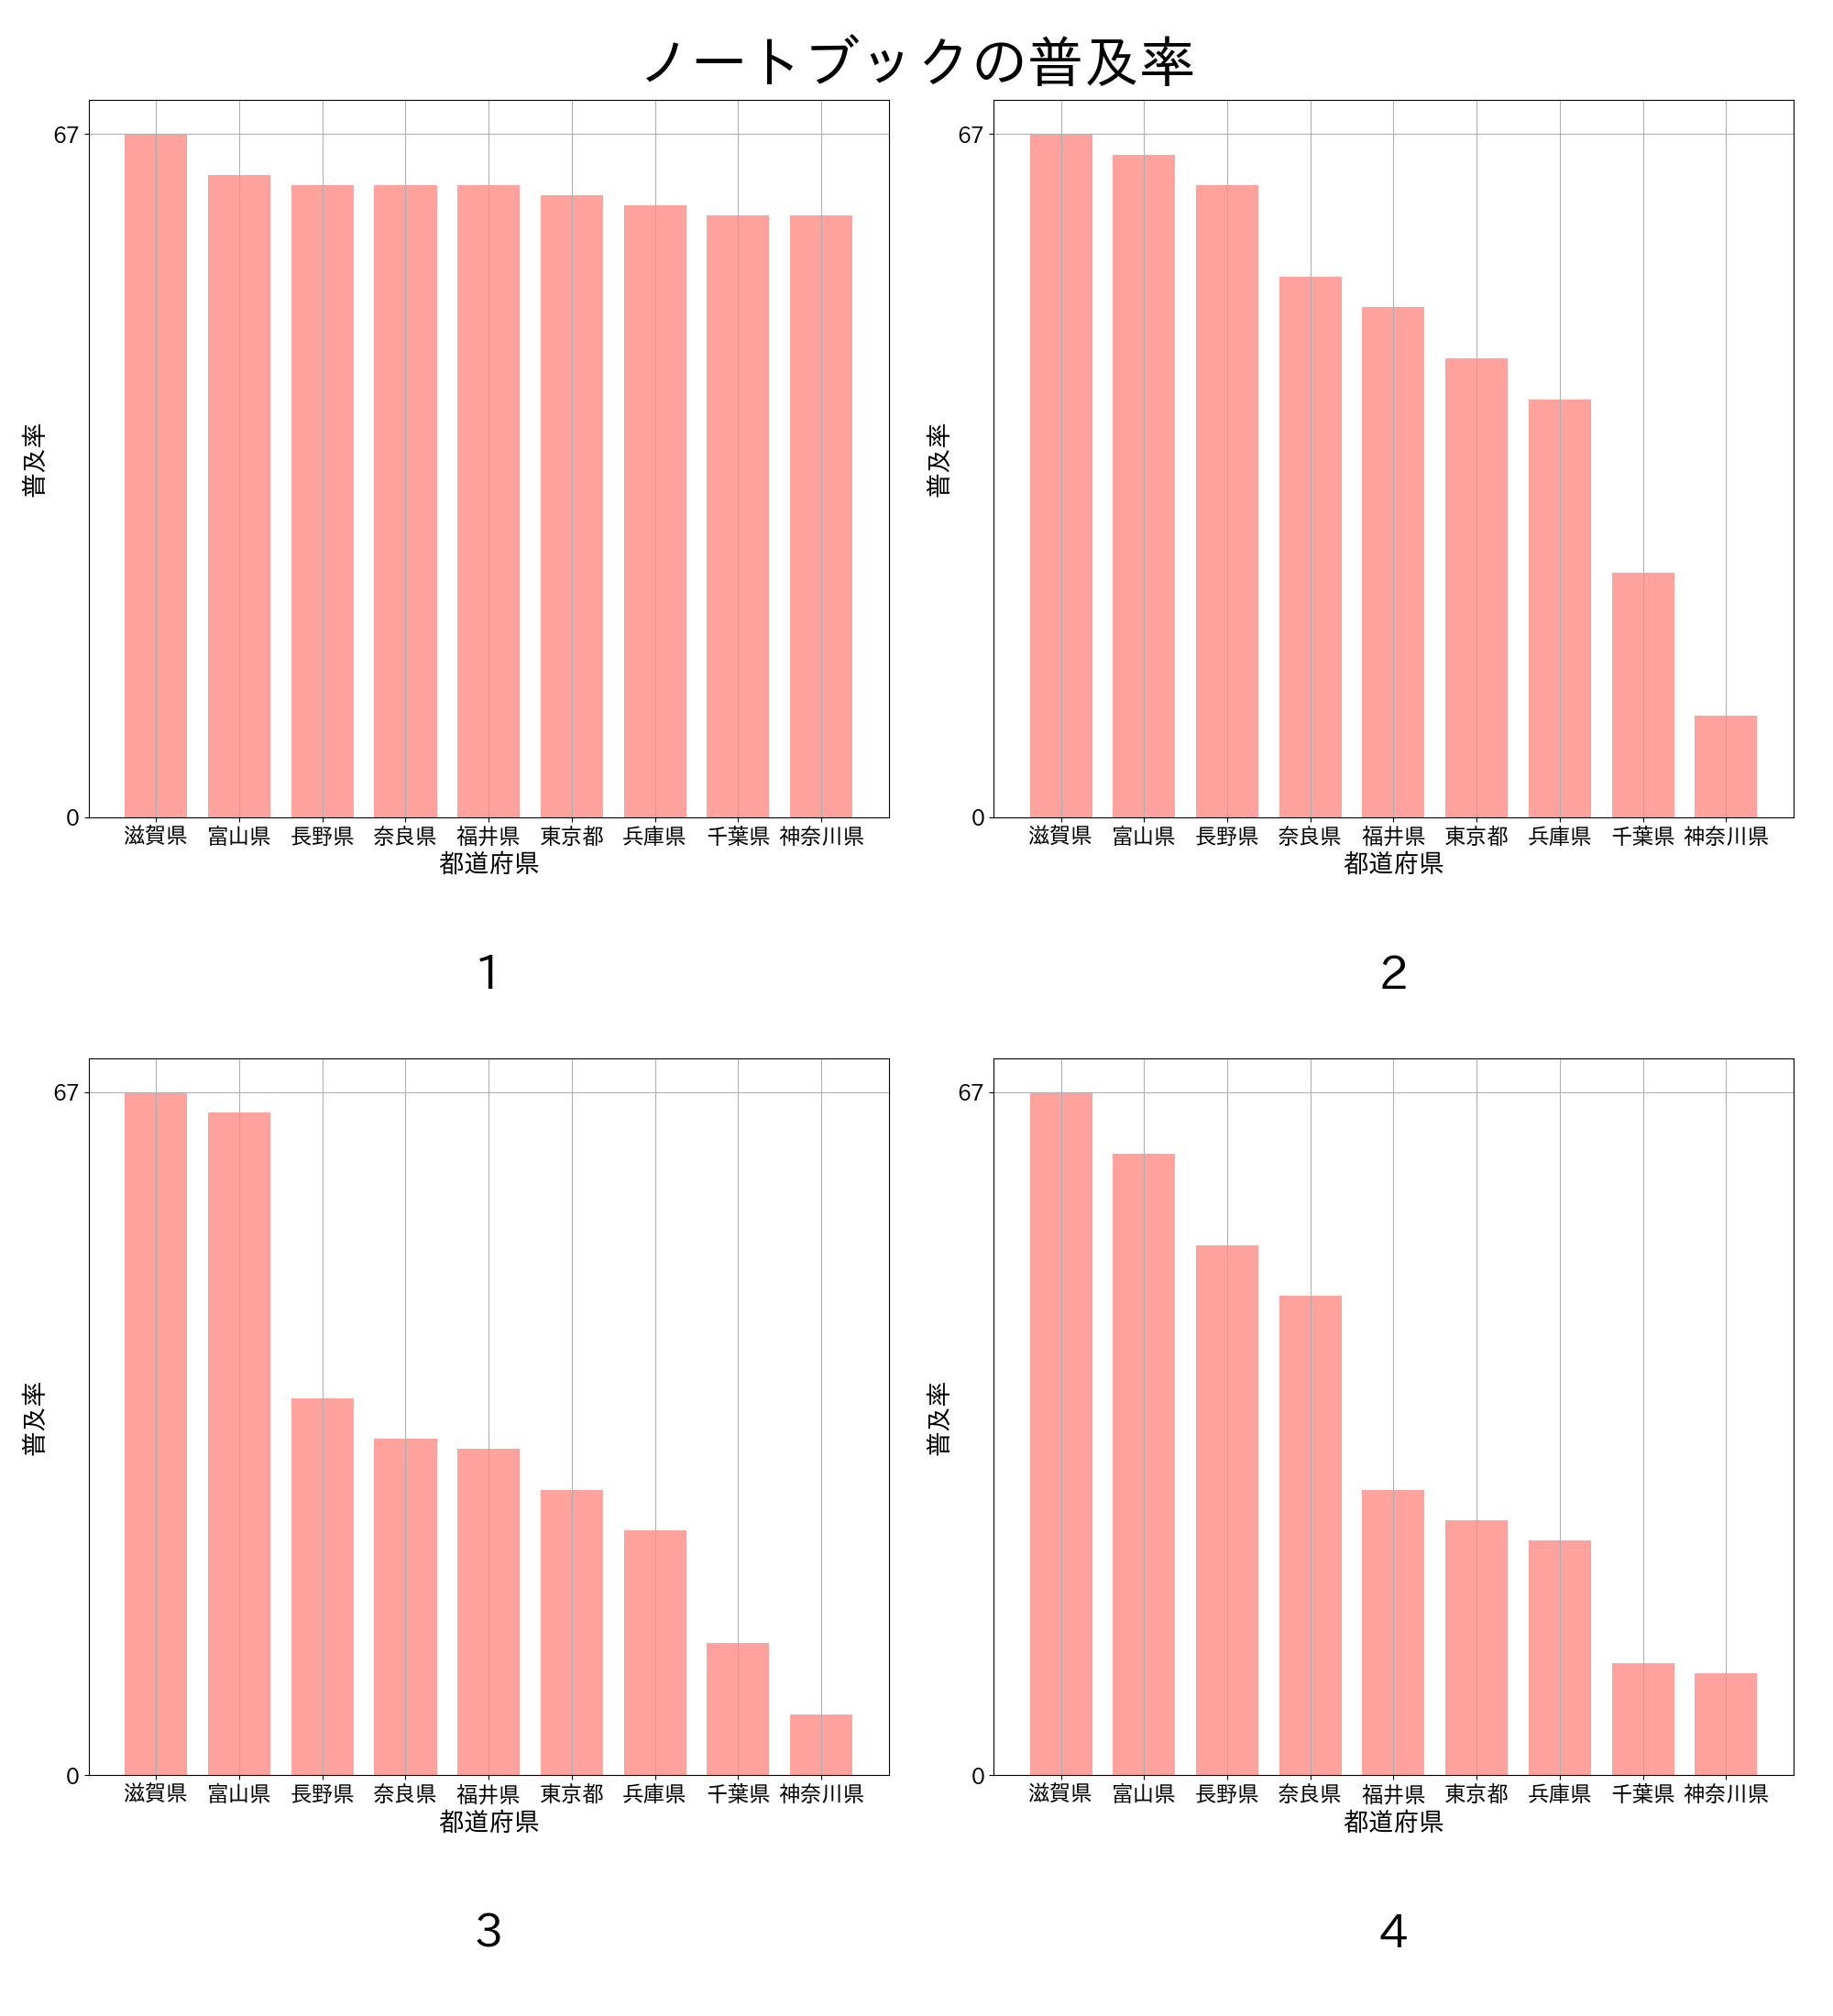 ノートブックの普及率
67
0
普及率
滋賀県 富山県 長野県 奈良県 福井県 東京都 兵庫県 千葉県 神奈川県
都道府県
1
67
0
普及率
滋賀県 富山県 長野県 奈良県 福井県 東京都 兵庫県 千葉県 神奈川県
都道府県
2
67
0
普及率
滋賀県 富山県 長野県 奈良県 福井県 東京都 兵庫県 千葉県 神奈川県
都道府県
3
67
0
普及率
滋賀県 富山県 長野県 奈良県 福井県 東京都 兵庫県 千葉県 神奈川県
都道府県
4